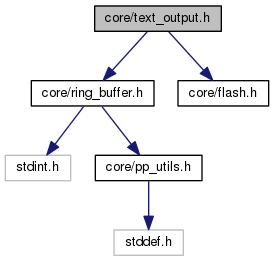 core/text_output.h
core/ring_buffer.h
core/flash.h
stdint.h
core/pp_utils.h
stddef.h